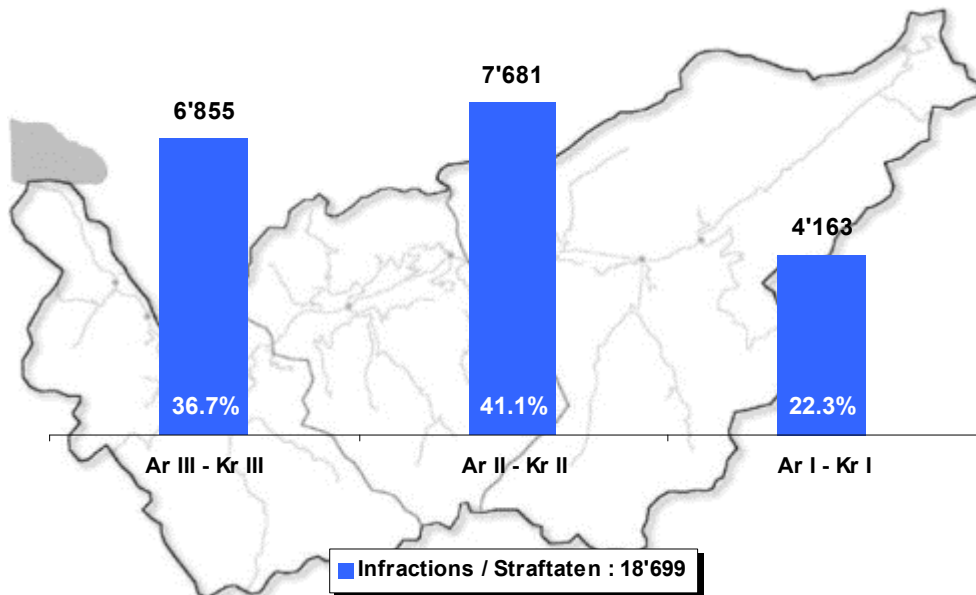 7'681
6'855
4'163
36.7%
41.1%
22.3%
Ar III - Kr III
Ar II - Kr II
Ar I - Kr I
Infractions / Straftaten : 18'699